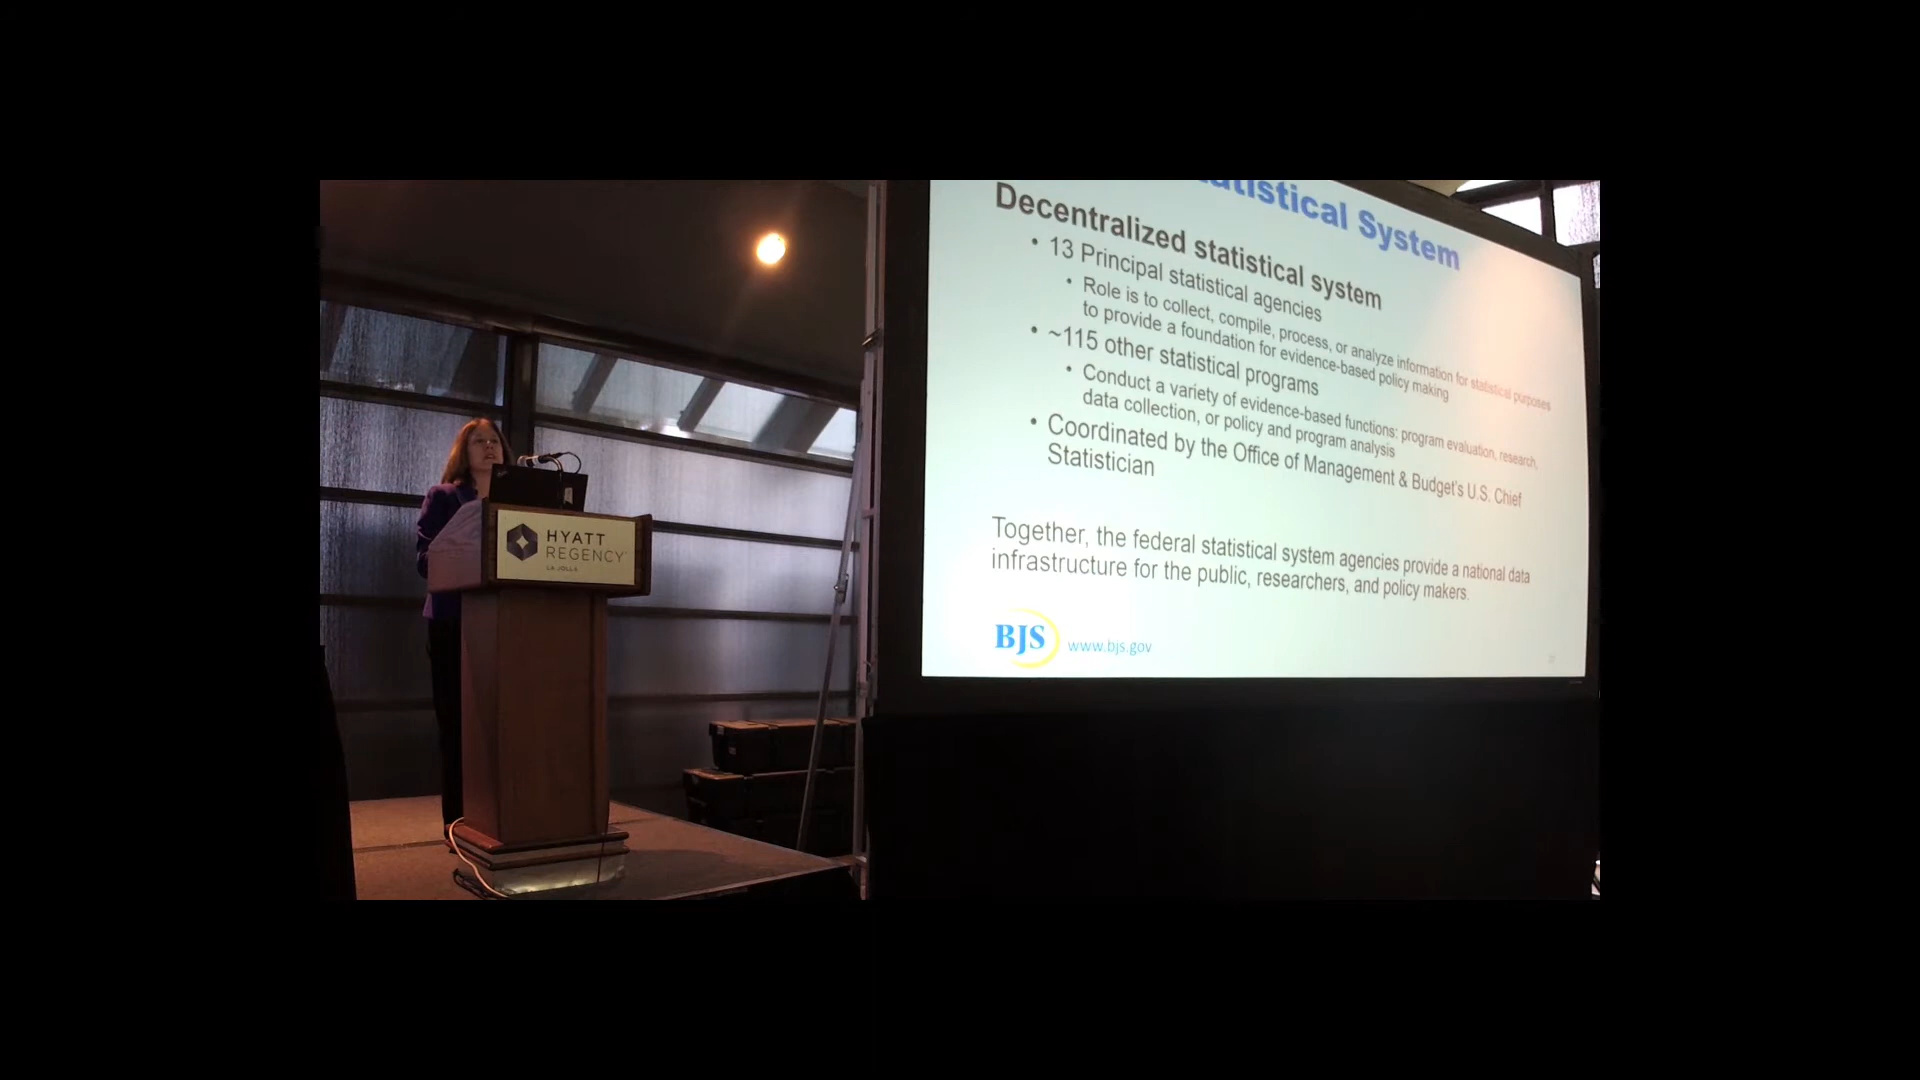 Statistical System
Decentralized statistical system
• 13 Principal statistical agencies
• Role is to collect, compile, process, or analyze information for statistical purposes
to provide a foundation for evidence-based policy making
• ~115 other statistical programs
• Conduct a variety of evidence-based functions: program evaluation, research,
data collection, or policy and program analysis
• Coordinated by the Office of Management & Budget's U.S. Chief
Statistician
Together, the federal statistical system agencies provide a national data
infrastructure for the public, researchers, and policy makers.
BJS www.bjs.gov
HYATT
REGENCY
LA JOLLA